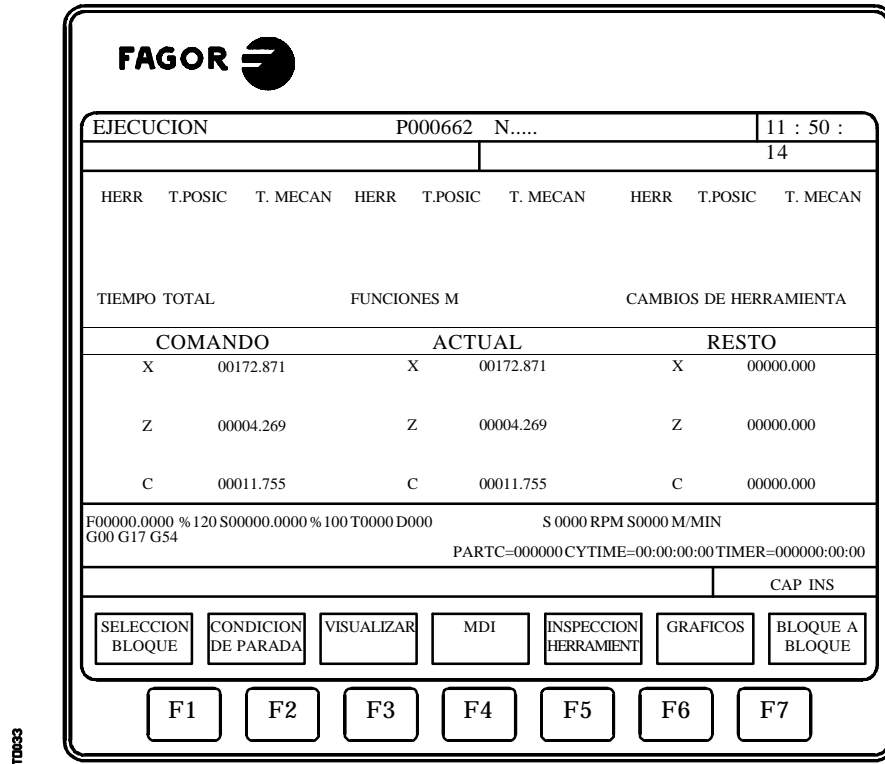 FAGOR
EJECUCION P000662 N..... 11 : 50 :
14
HERR T.POSIC T. MECAN HERR T.POSIC T. MECAN HERR T.POSIC T. MECAN
TIEMPO TOTAL FUNCIONES M CAMBIOS DE HERRAMIENTA
COMANDO ACTUAL RESTO
X 00172.871 X 00172.871 X 00000.000
Z 00004.269 Z 00004.269 Z 00000.000
C 00011.755 C 00011.755 C 00000.000
F00000.0000 %120 S00000.0000 %100 T0000 D000 S 0000 RPM S0000 M/MIN
G00 G17 G54
PARTC=000000 CYTIME=00:00:00:00 TIMER=000000:00:00
CAP INS
SELECCION BLOQUE
CONDICION DE PARADA
VISUALIZAR
MDI
INSPECCION HERRAMIENT
GRAFICOS
BLOQUE A BLOQUE
F1 F2 F3 F4 F5 F6 F7
TD033